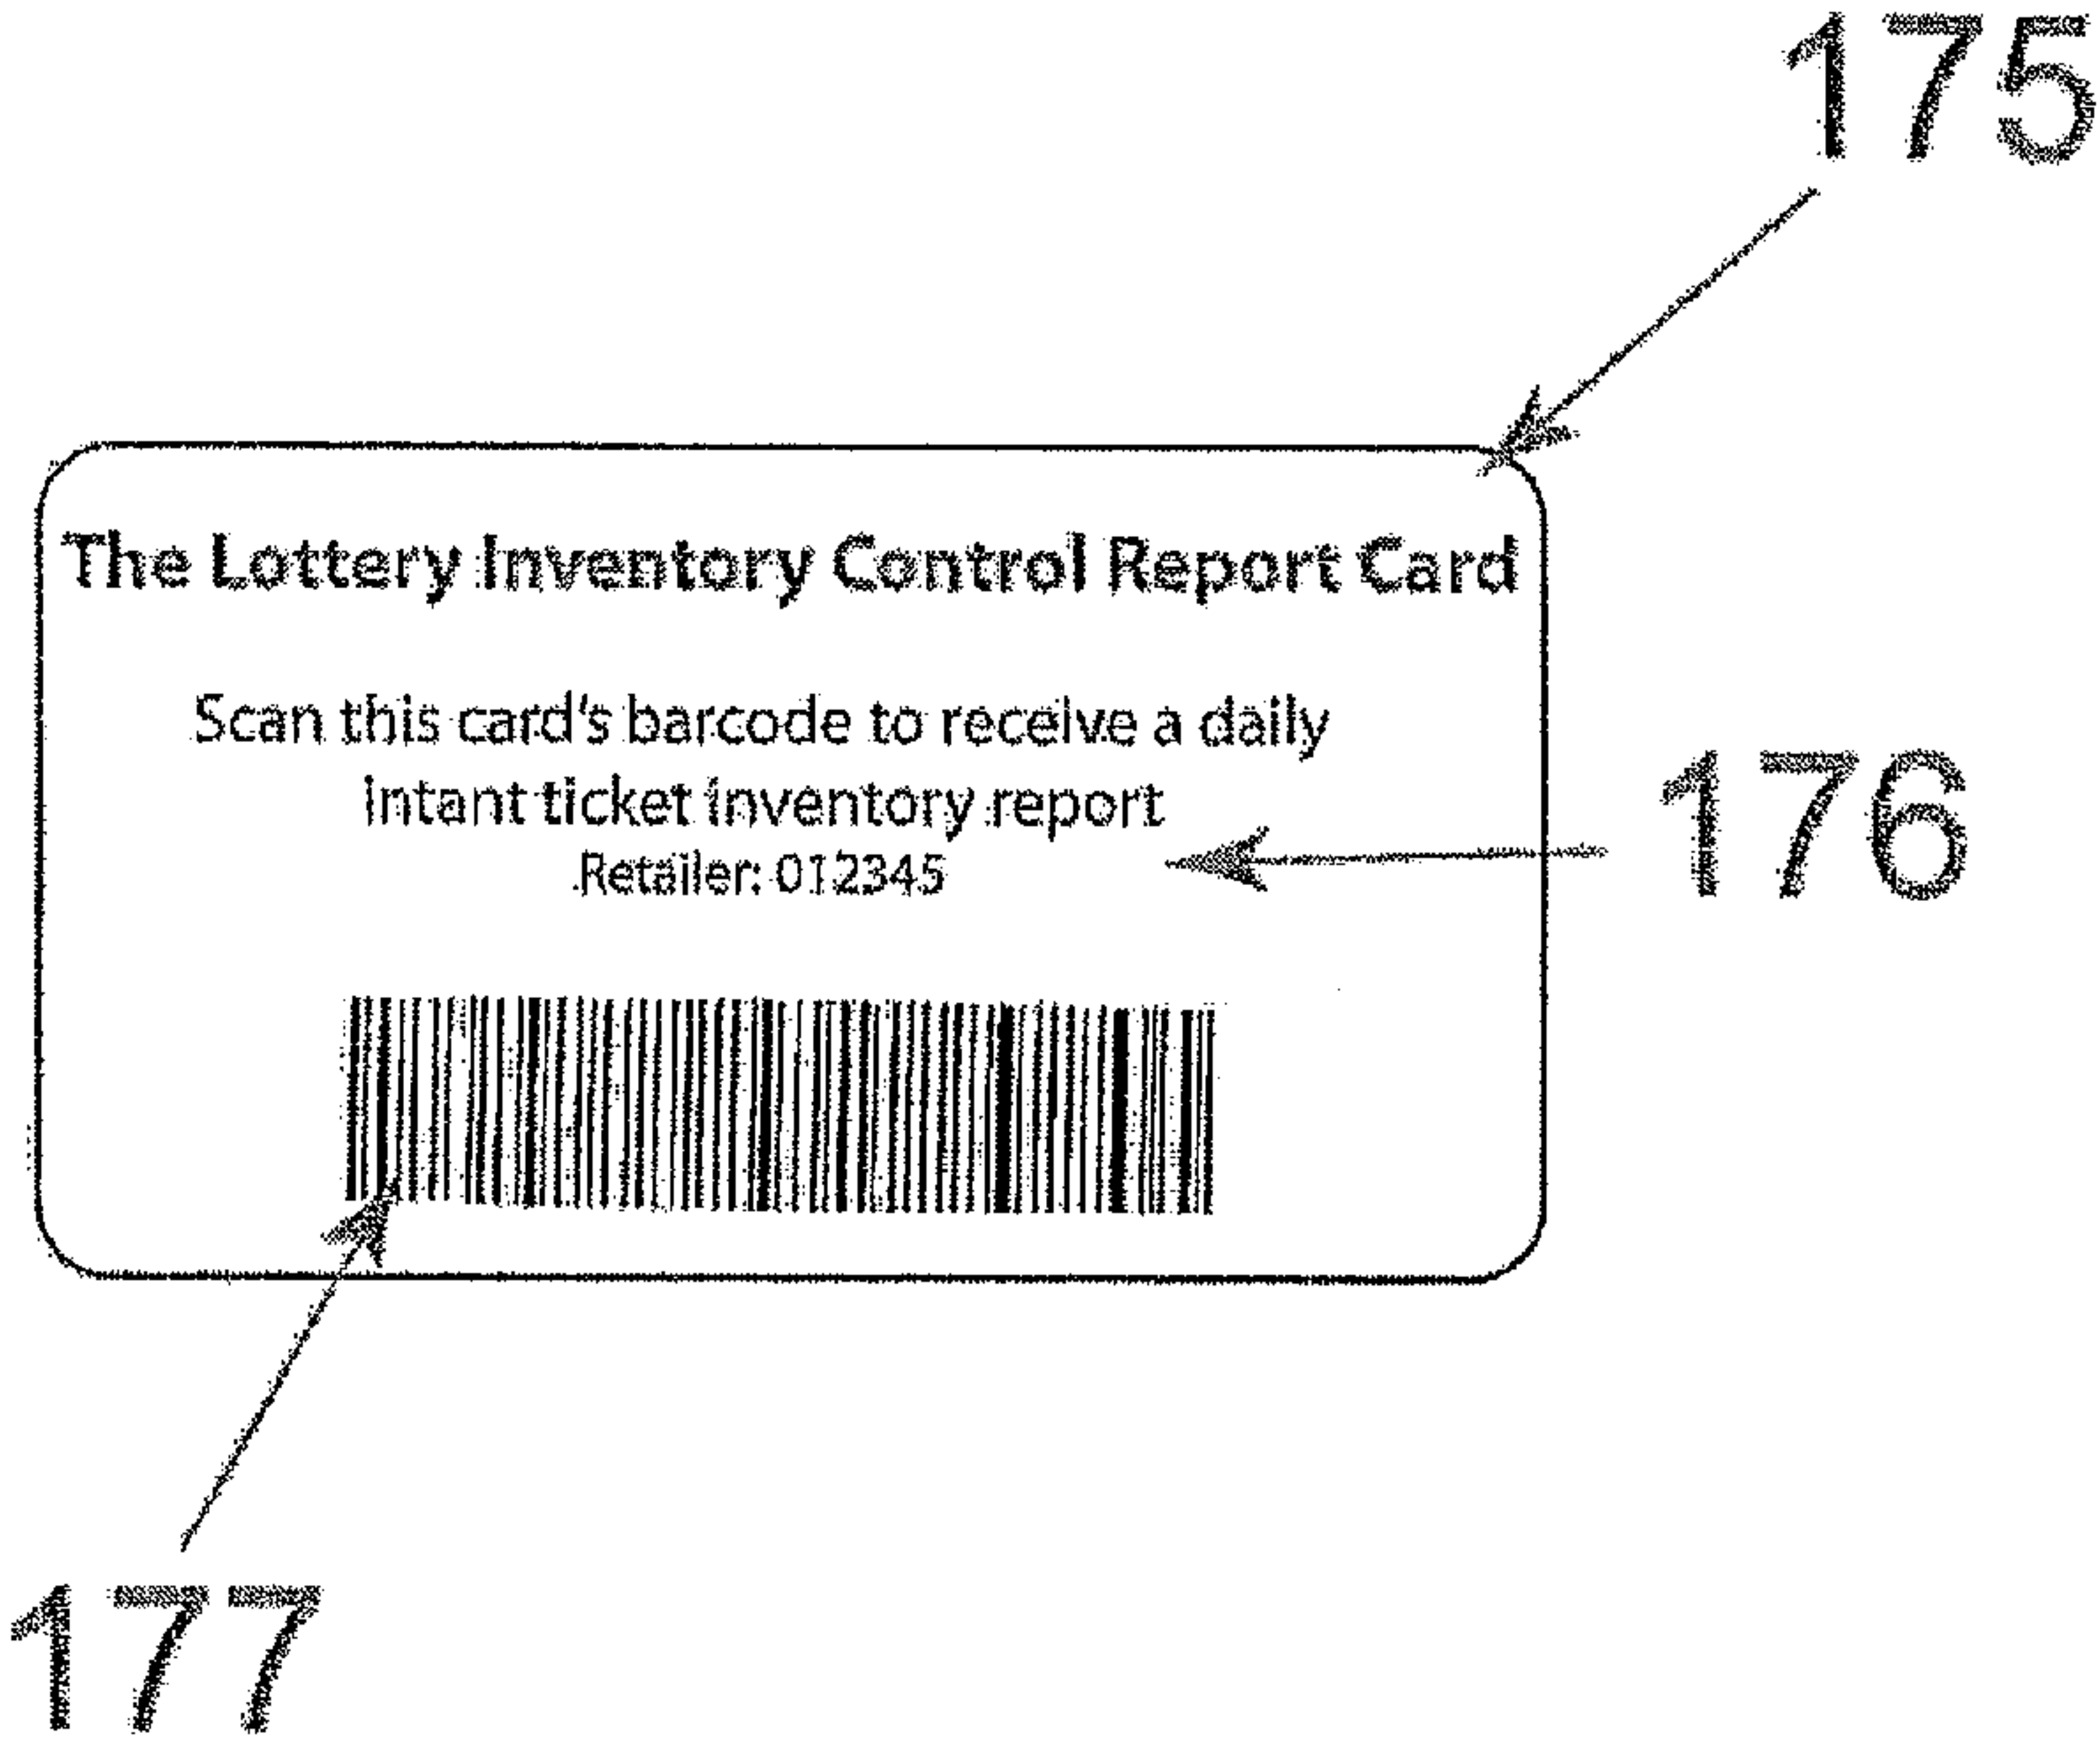 175
The Lottery Inventory Control Report Card
Scan this card's barcode to receive a daily
intant ticket inventory report
Retailer: 012345
176
177